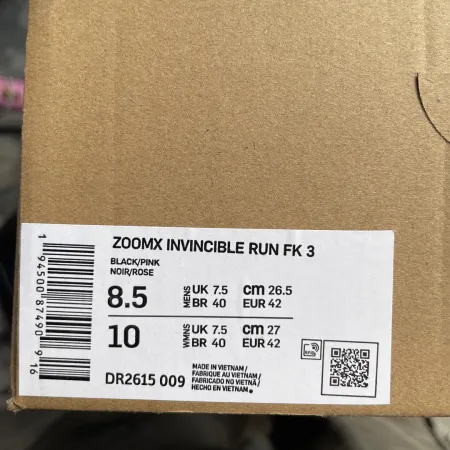 ZOOMX INVINCIBLE RUN FK 3
BLACK/PINK
NOIR/ROSE
8.5 MENS UK 7.5 cm 26.5
BR 40 EUR 42
10 WMNS UK 7.5 cm 27
BR 40 EUR 42
DR2615 009
MADE IN VIETNAM/
FABRIQUE AU VIETNAM/
FABRICADO NO VIETNÃ/
HECHO EN VIETNAM
1 94500 87490 9 16